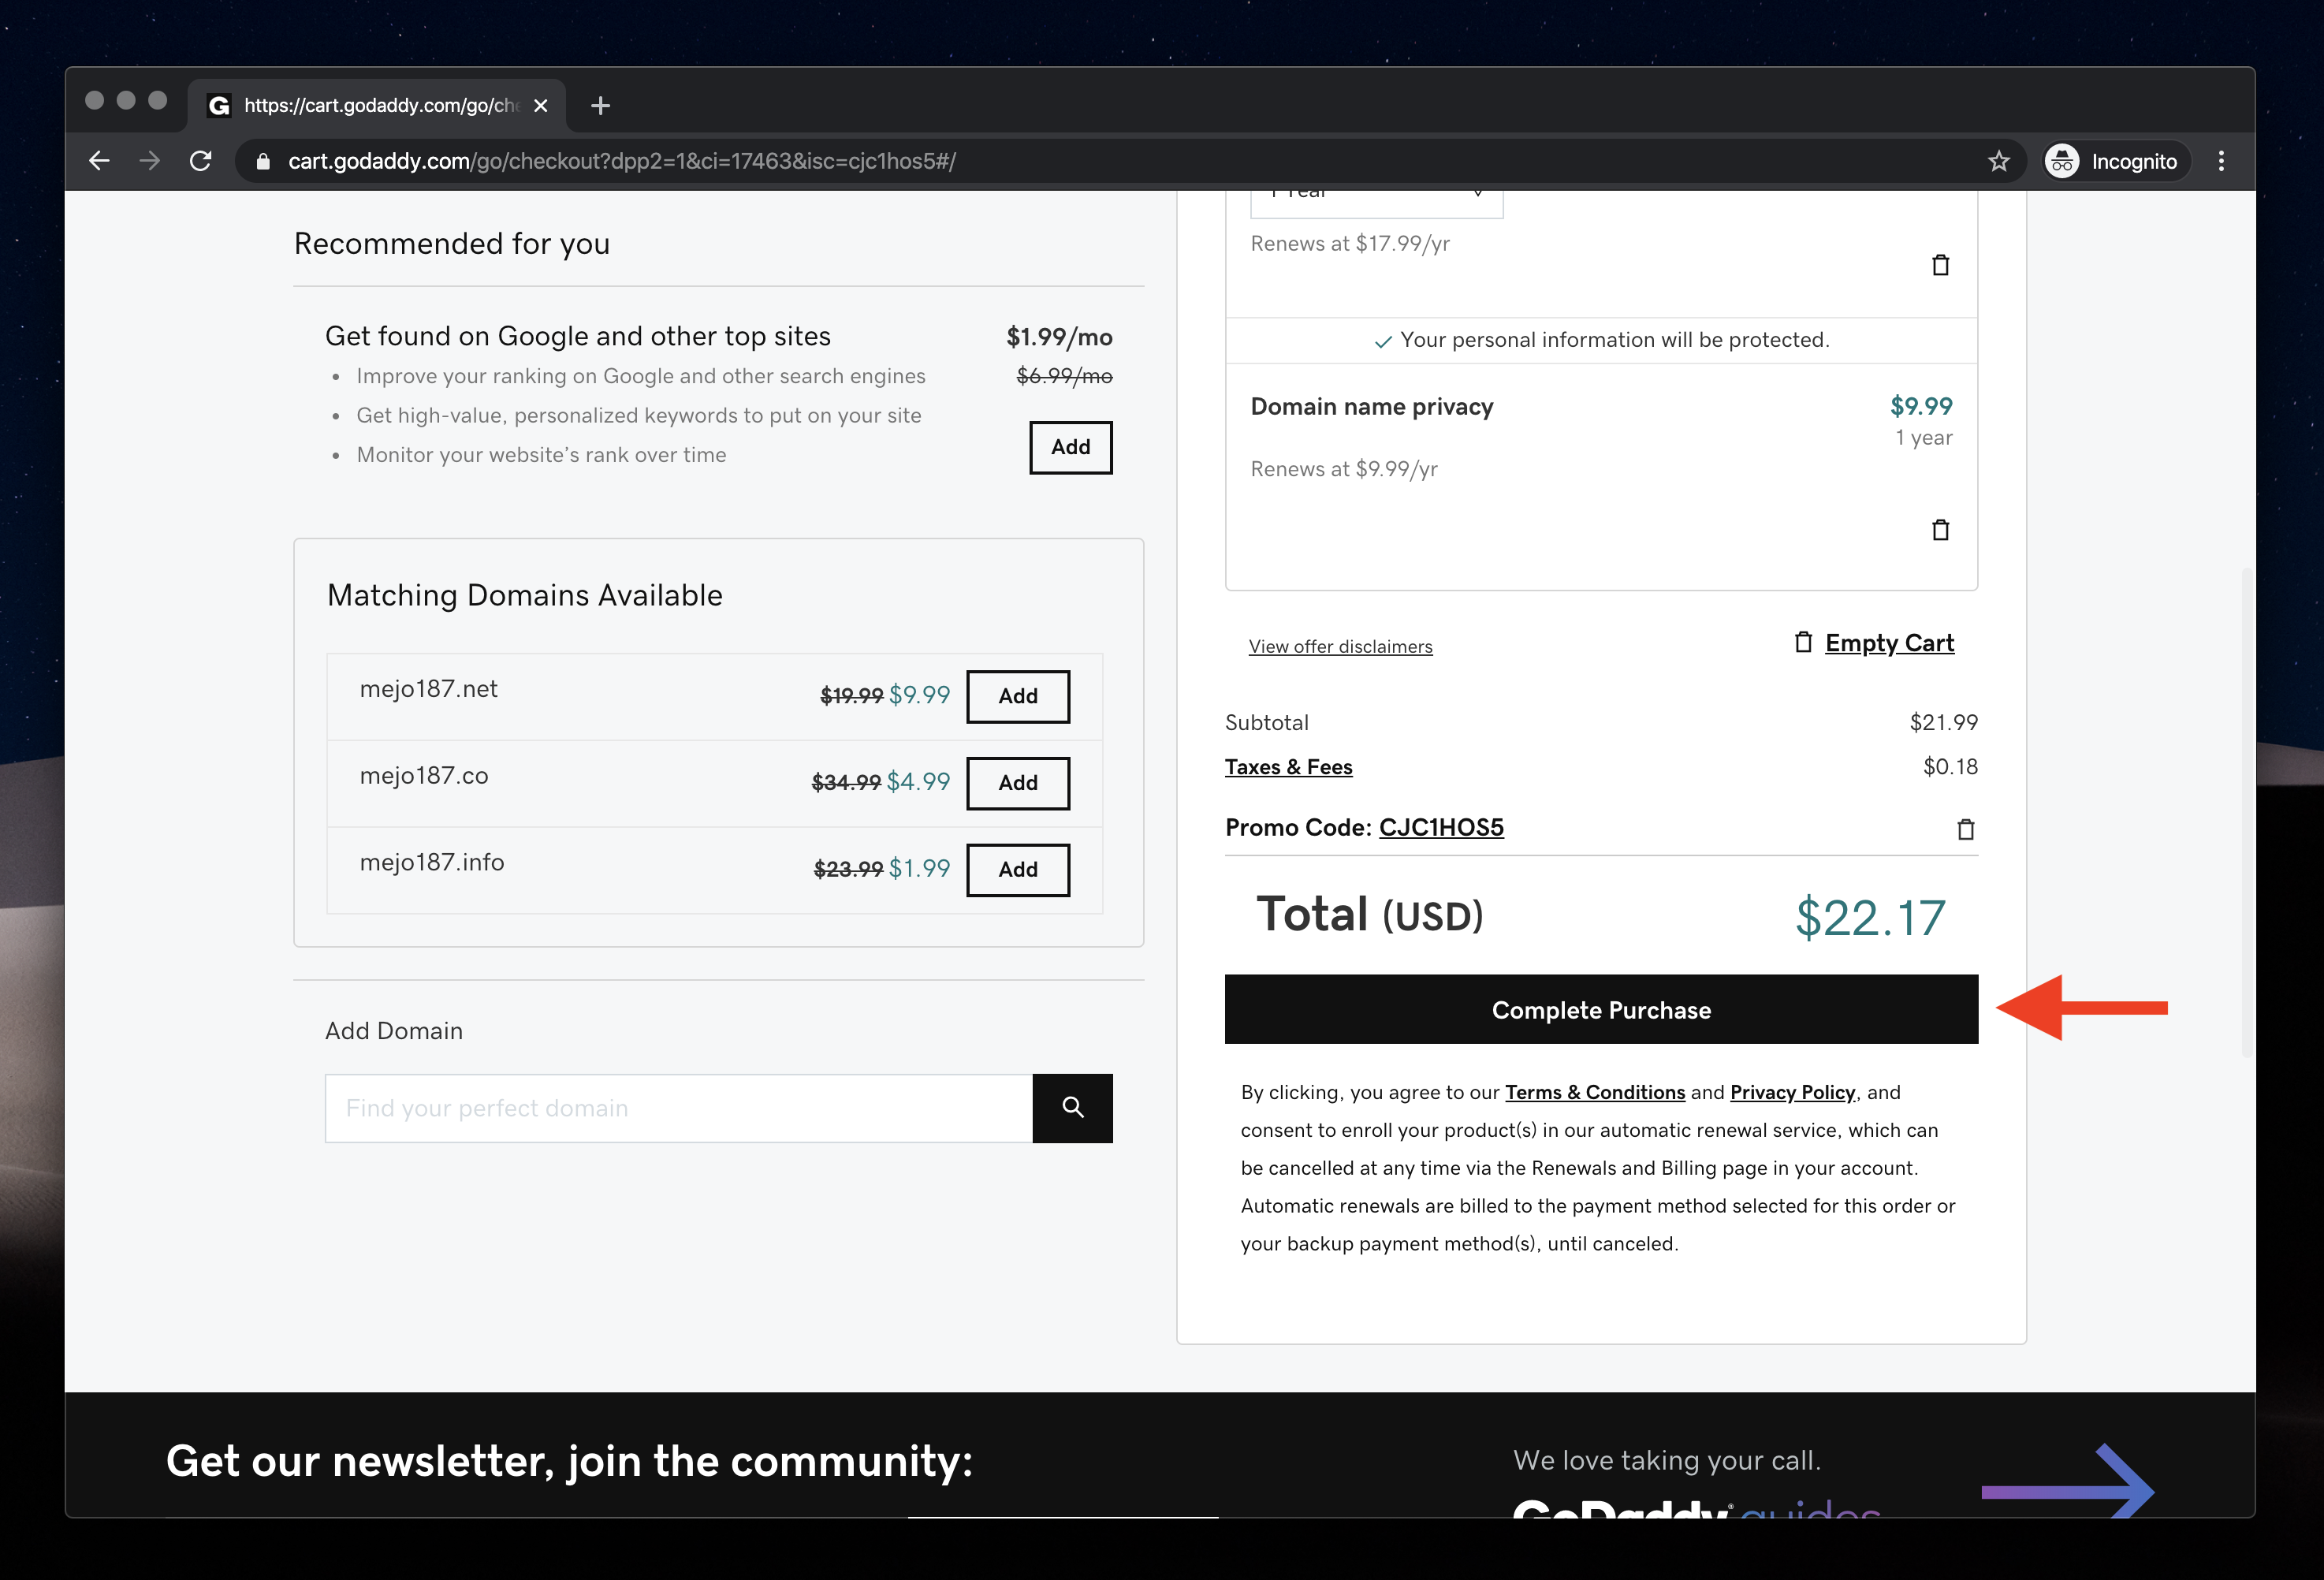 https://cart.godaddy.com/go/che
cart.godaddy.com/go/checkout?dpp2=1&ci=17463&isc=cjc1hos5#/
Incognito
Recommended for you
Get found on Google and other top sites
$1.99/mo
$6.99/mo
• Improve your ranking on Google and other search engines
• Get high-value, personalized keywords to put on your site
• Monitor your website's rank over time
Add
Matching Domains Available
mejo187.net $19.99 $9.99 Add
mejo187.co $34.99 $4.99 Add
mejo187.info $23.99 $1.99 Add
Add Domain
Find your perfect domain
1 Year
Renews at $17.99/yr
Your personal information will be protected.
Domain name privacy $9.99
1 year
Renews at $9.99/yr
View offer disclaimers
Empty Cart
Subtotal $21.99
Taxes & Fees $0.18
Promo Code: CJC1HOS5
Total (USD) $22.17
Complete Purchase
By clicking, you agree to our Terms & Conditions and Privacy Policy, and
consent to enroll your product(s) in our automatic renewal service, which can
be cancelled at any time via the Renewals and Billing page in your account.
Automatic renewals are billed to the payment method selected for this order or
your backup payment method(s), until canceled.
Get our newsletter, join the community:
We love taking your call.
GoDaddy guides